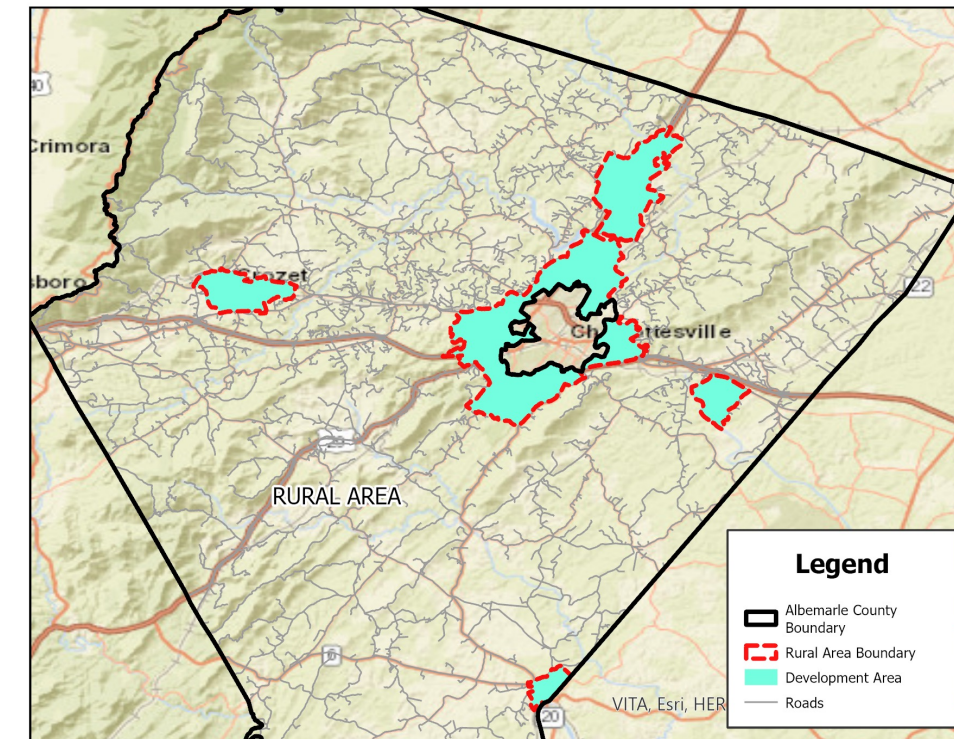 40
Crimora
sboro
Crozet
22
Charlottesville
29
RURAL AREA
6
20
VITA, Esri, HER
Legend
Albemarle County
Boundary
Rural Area Boundary
Development Area
Roads